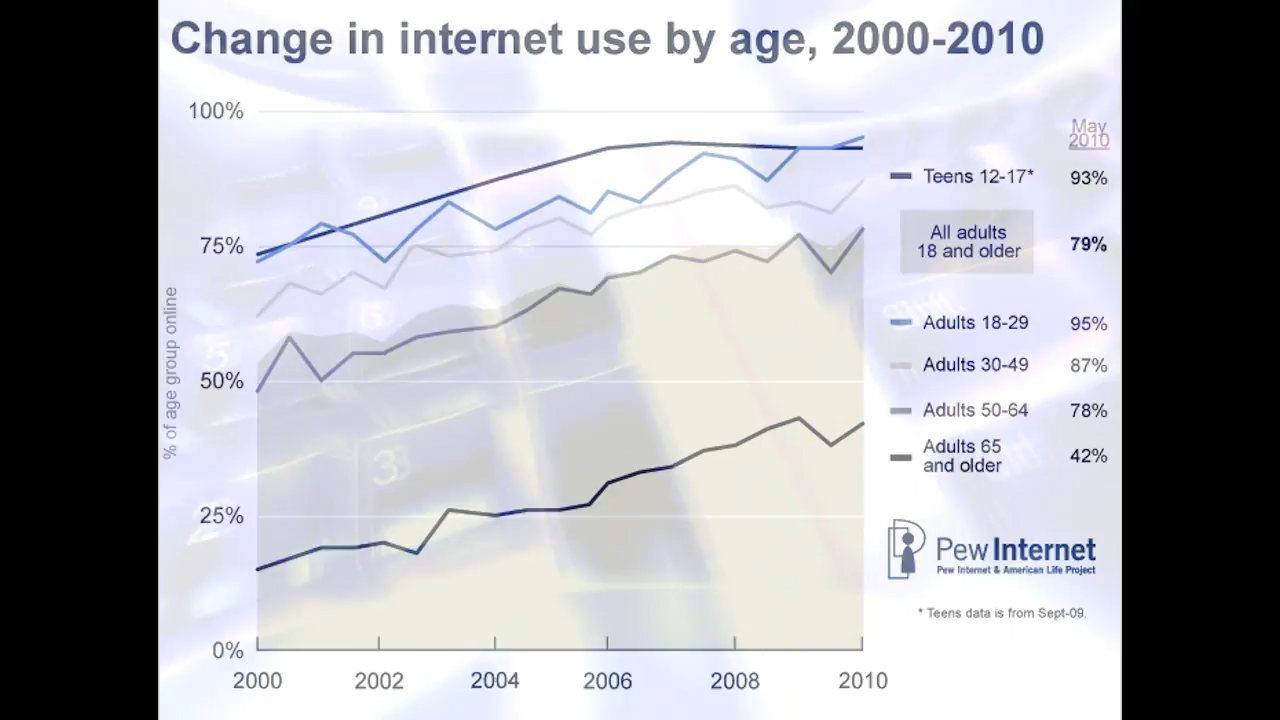 Change in internet use by age, 2000-2010
100%
75%
50%
25%
0%
% of age group online
2000 2002 2004 2006 2008 2010
May
2010
Teens 12-17* 93%
All adults
18 and older 79%
Adults 18-29 95%
Adults 30-49 87%
Adults 50-64 78%
Adults 65
and older 42%
PewInternet
Pew Internet & American Life Project
* Teens data is from Sept-09.